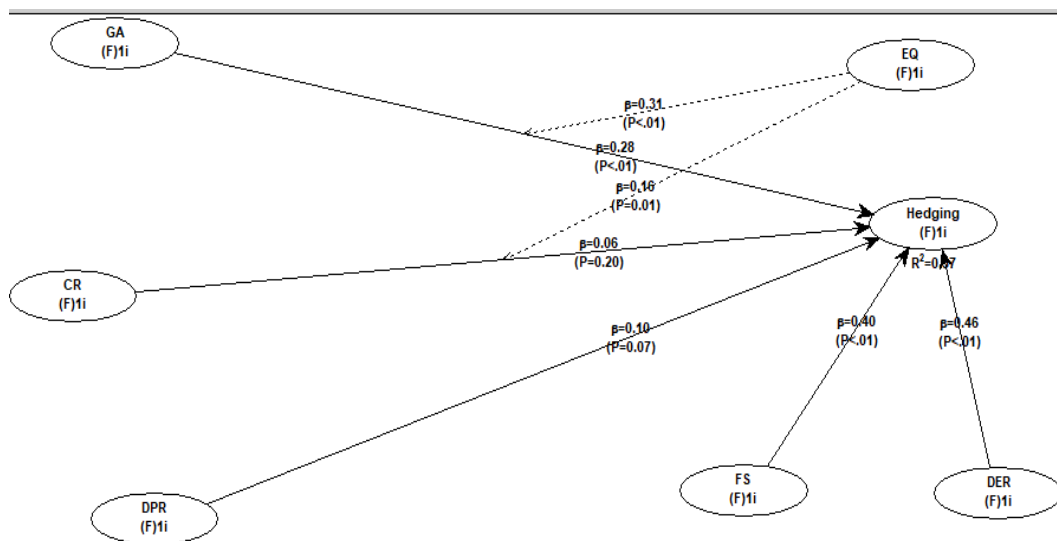 GA
(F)1i
EQ
(F)1i
β=0.31
(P<.01)
β=0.28
(P<.01)
β=0.16
(P=0.01)
Hedging
(F)1i
β=0.06
(P=0.20)
CR
(F)1i
β=0.10
(P=0.07)
β=0.40
(P<.01)
β=0.46
(P<.01)
DPR
(F)1i
FS
(F)1i
DER
(F)1i